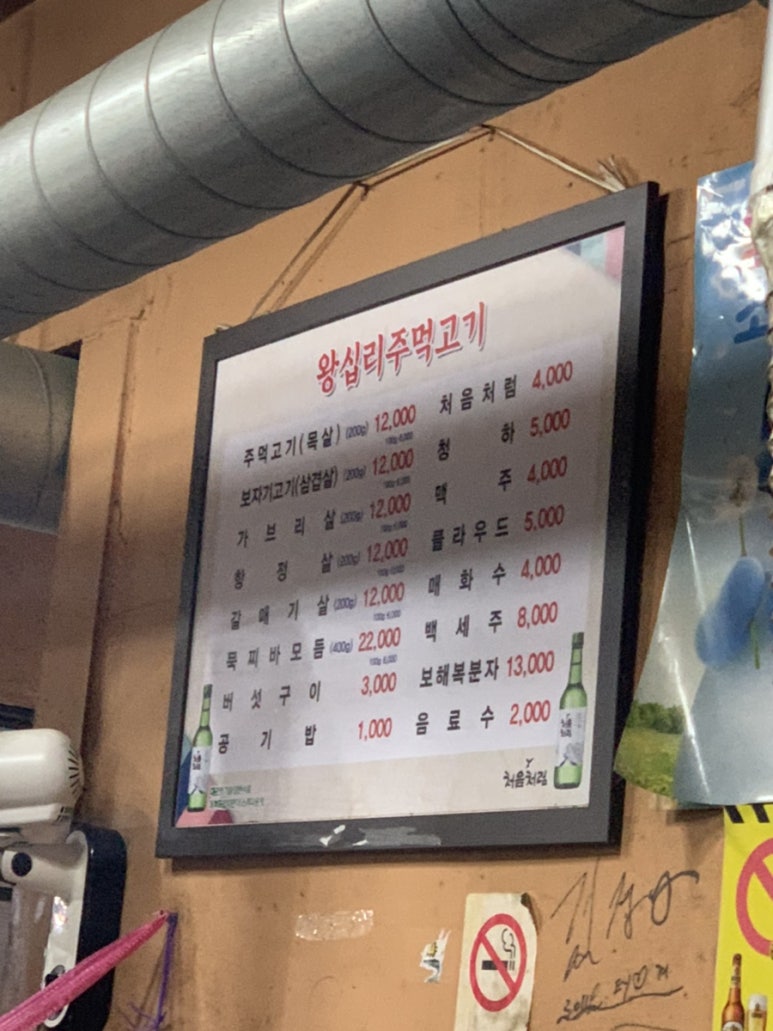 왕십리주먹고기
주먹고기(목살) (200g) 12,000
보자기고기(삼겹살) (200g) 12,000
가브리살 (200g) 12,000
항정살 (200g) 12,000
갈매기살 (200g) 12,000
묵찌바모듬 (400g) 22,000
버섯구이 3,000
공기밥 1,000
처음처럼 4,000
청하 5,000
맥주 4,000
클라우드 5,000
매화수 4,000
백세주 8,000
보해복분자 13,000
음료수 2,000
처음처럼